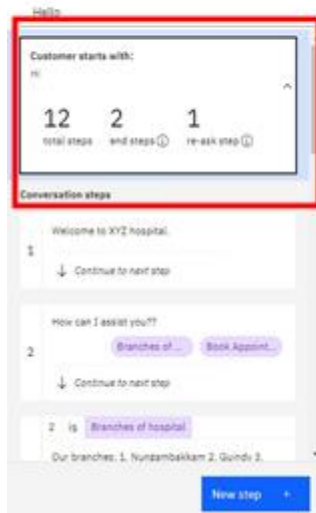 Hello
Customer starts with:
Hi
12 2 1
total steps end steps re-ask step
Conversation steps
Welcome to XYZ hospital.
1
Continue to next step
How can I assist you??
2
Branches of ... Book Appoint...
Continue to next step
2 is Branches of hospital
Our branches. 1. Nungambakkam 2. Guindy 3.
New step +